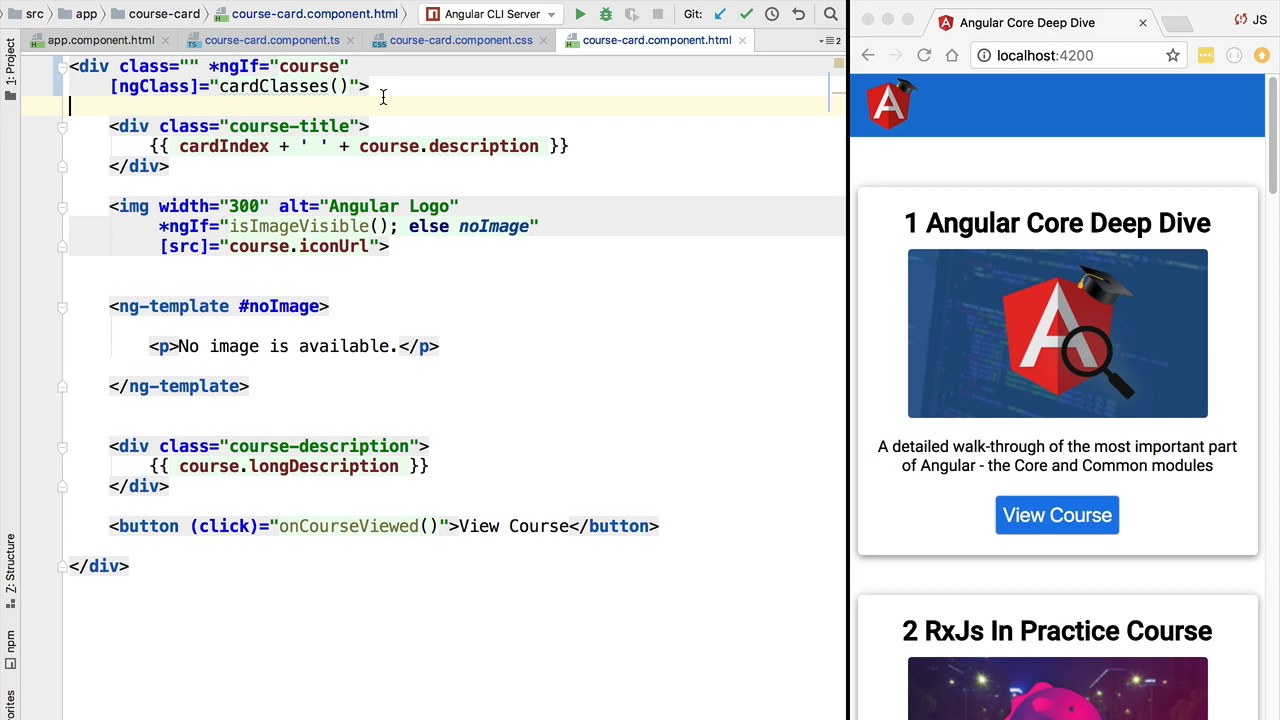 src app course-card course-card.component.html Angular CLI Server Git:
app.component.html course-card.component.ts course-card.component.css course-card.component.html 2
1: Project
Z: Structure
npm
<div class="" *ngIf="course"
[ngClass]="cardClasses()">
<div class="course-title">
{{ cardIndex + ' ' + course.description }}
</div>
<img width="300" alt="Angular Logo"
*ngIf="isImageVisible(); else noImage"
[src]="course.iconUrl">
<ng-template #noImage>
<p>No image is available.</p>
</ng-template>
<div class="course-description">
{{ course.longDescription }}
</div>
<button (click)="onCourseViewed()">View Course</button>
</div>
Angular Core Deep Dive JS
localhost:4200
1 Angular Core Deep Dive
A detailed walk-through of the most important part
of Angular - the Core and Common modules
View Course
2 RxJs In Practice Course